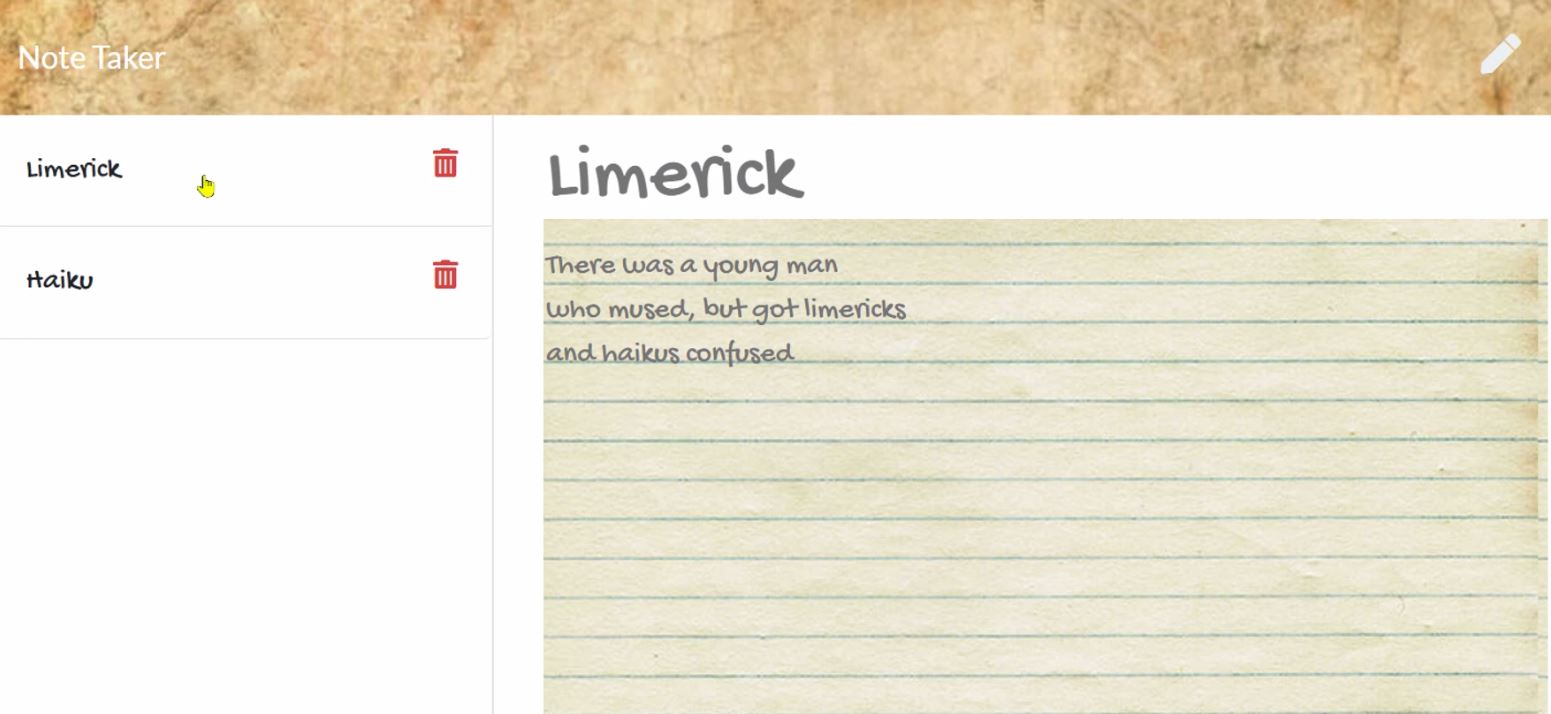 Note Taker
Limerick
Haiku
Limerick
There was a young man
who mused, but got limericks
and haikus confused